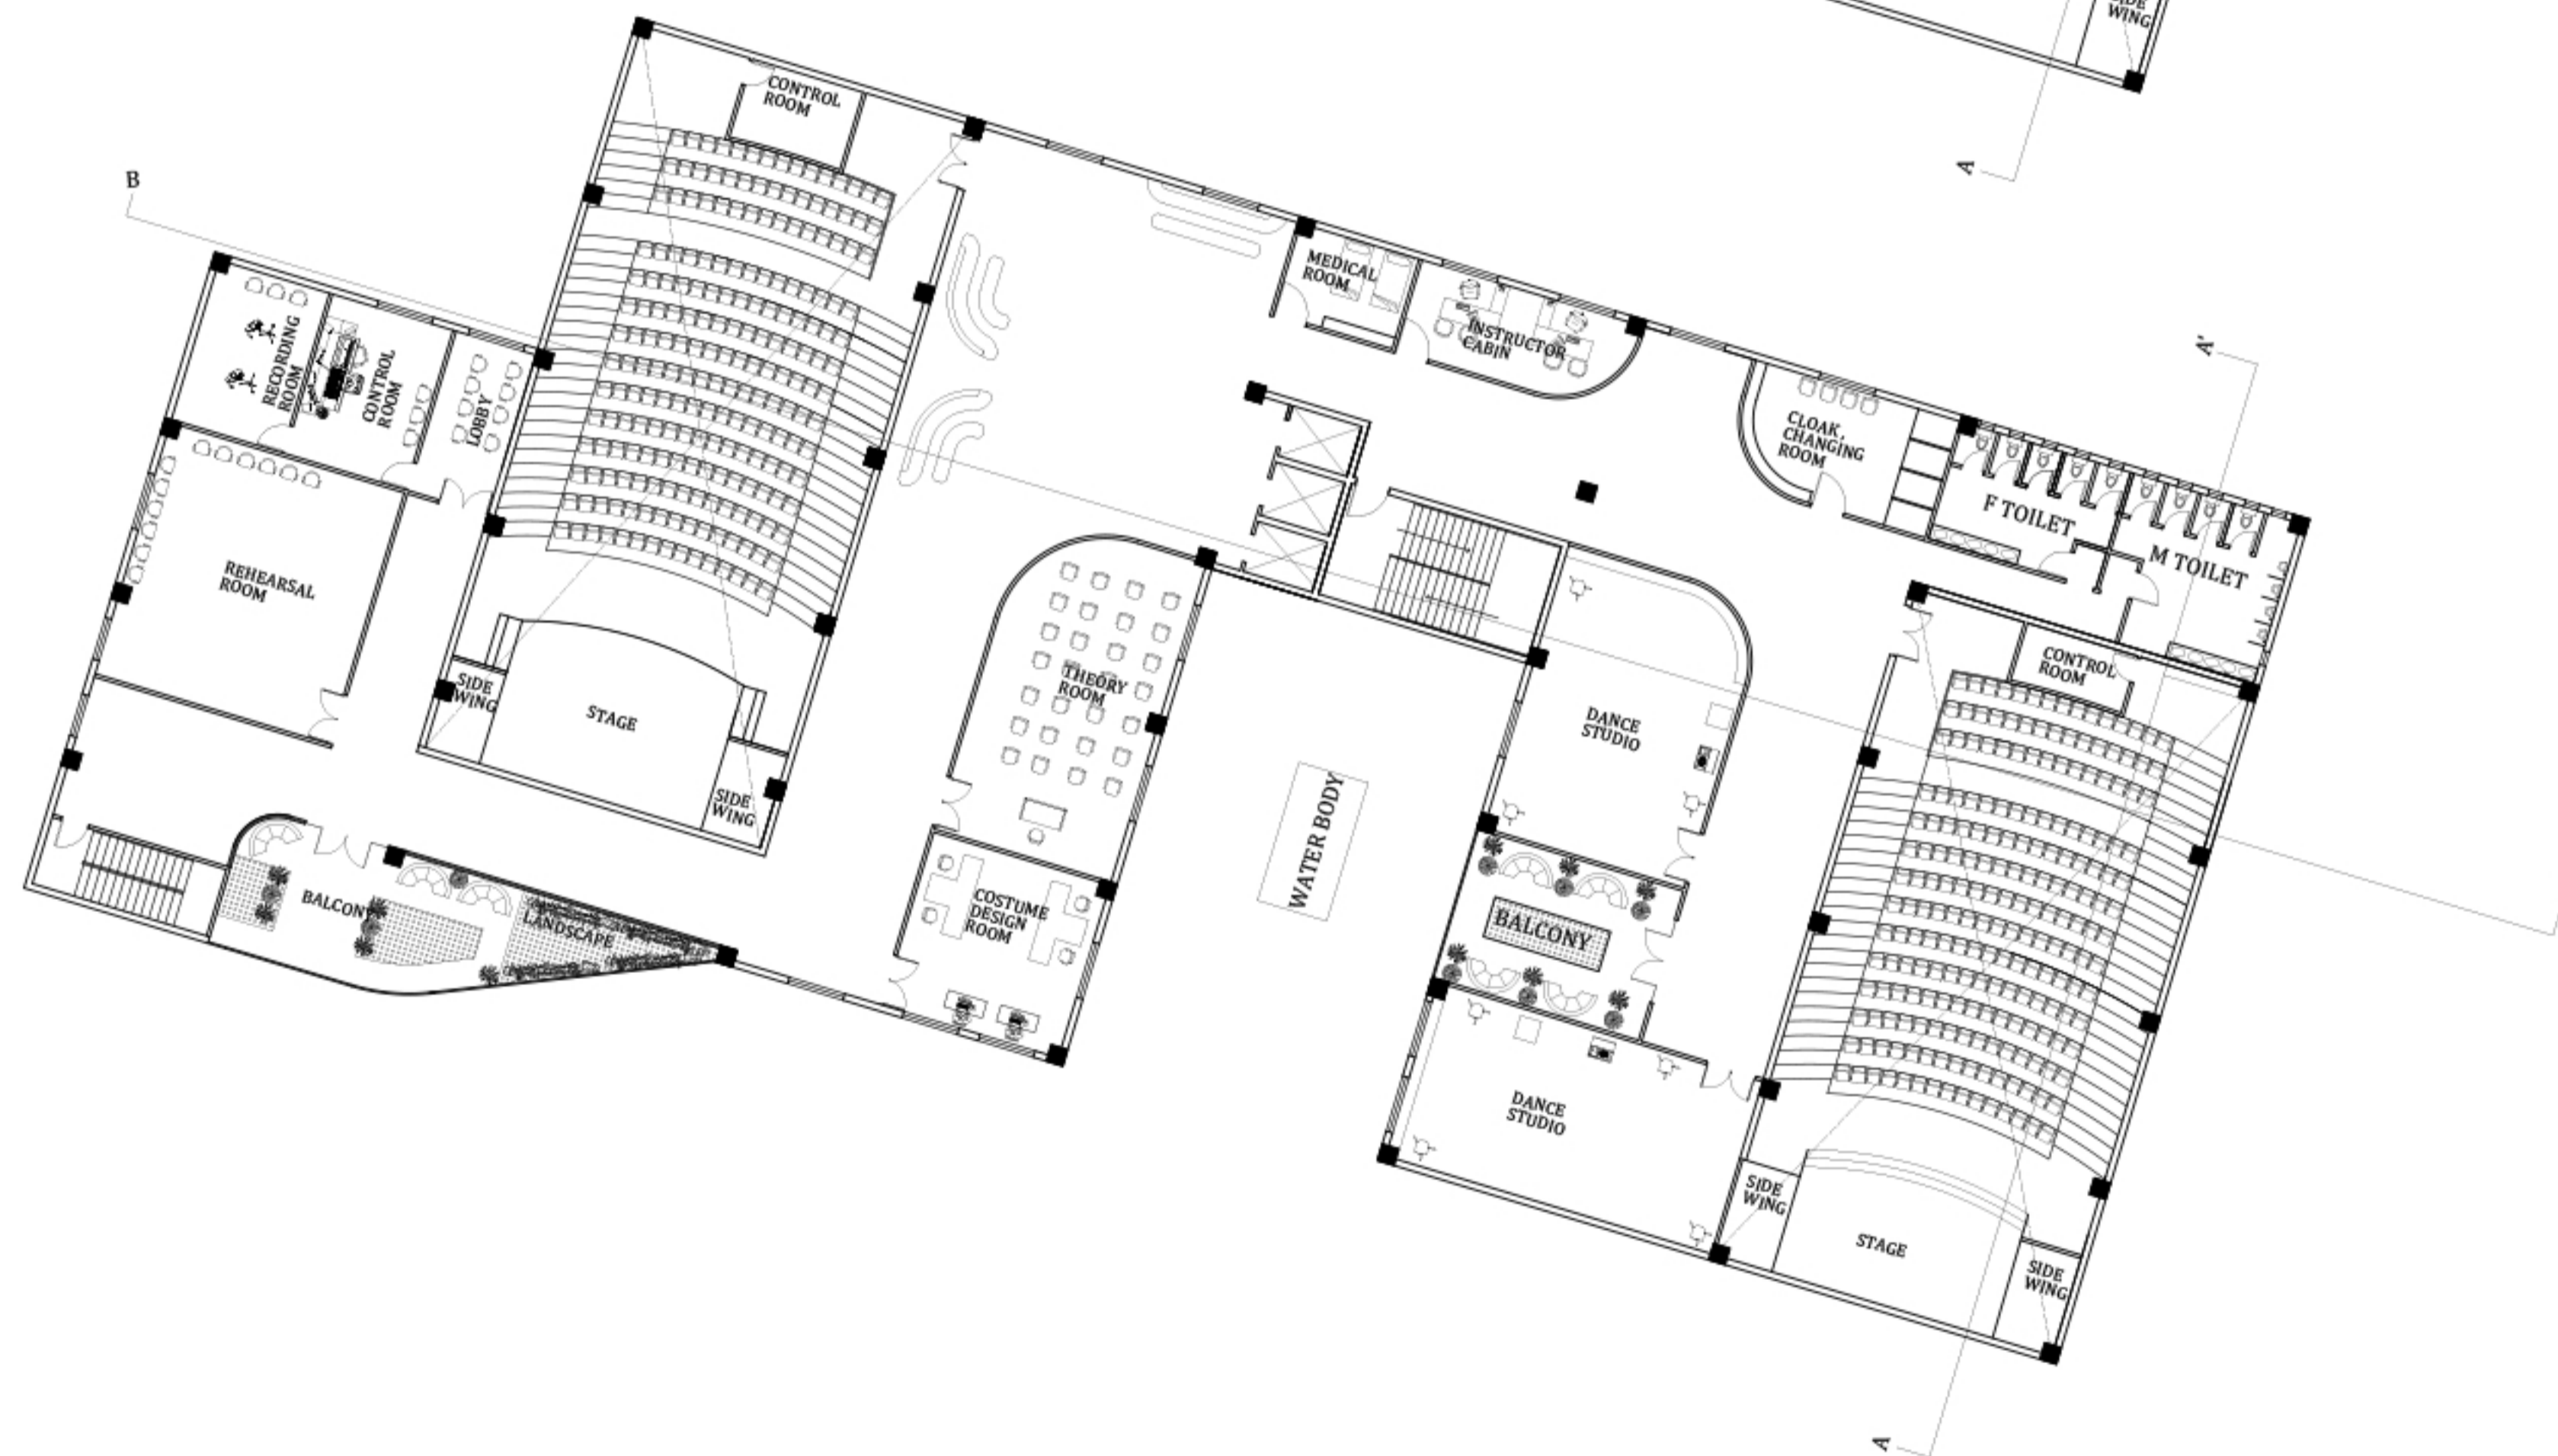 SIDE
WING
A
B
CONTROL
ROOM
MEDICAL
ROOM
INSTRUCTOR
CABIN
A'
RECORDING
ROOM
CONTROL
ROOM
LOBBY
CLOAK,
CHANGING
ROOM
F TOILET
M TOILET
REHEARSAL
ROOM
THEORY
ROOM
CONTROL
ROOM
SIDE
WING
STAGE
DANCE
STUDIO
SIDE
WING
WATER BODY
BALCONY
LANDSCAPE
COSTUME
DESIGN
ROOM
BALCONY
DANCE
STUDIO
SIDE
WING
STAGE
SIDE
WING
A